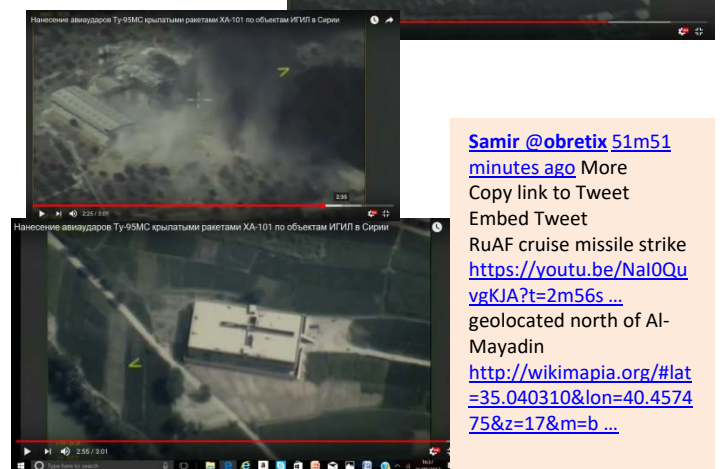 Нанесение авиаударов Ту-95МС крылатыми ракетами ХА-101 по объектам ИГИЛ в Сирии
2:35
2:25 / 3:01
Нанесение авиаударов Ту-95МС крылатыми ракетами ХА-101 по объектам ИГИЛ в Сирии
2:55 / 3:01
Type here to search
Samir @obretix 51m51
minutes ago More
Copy link to Tweet
Embed Tweet
RuAF cruise missile strike
https://youtu.be/NaI0Qu
vgKJA?t=2m56s ...
geolocated north of Al-
Mayadin
http://wikimapia.org/#lat
=35.040310&lon=40.4574
75&z=17&m=b ...